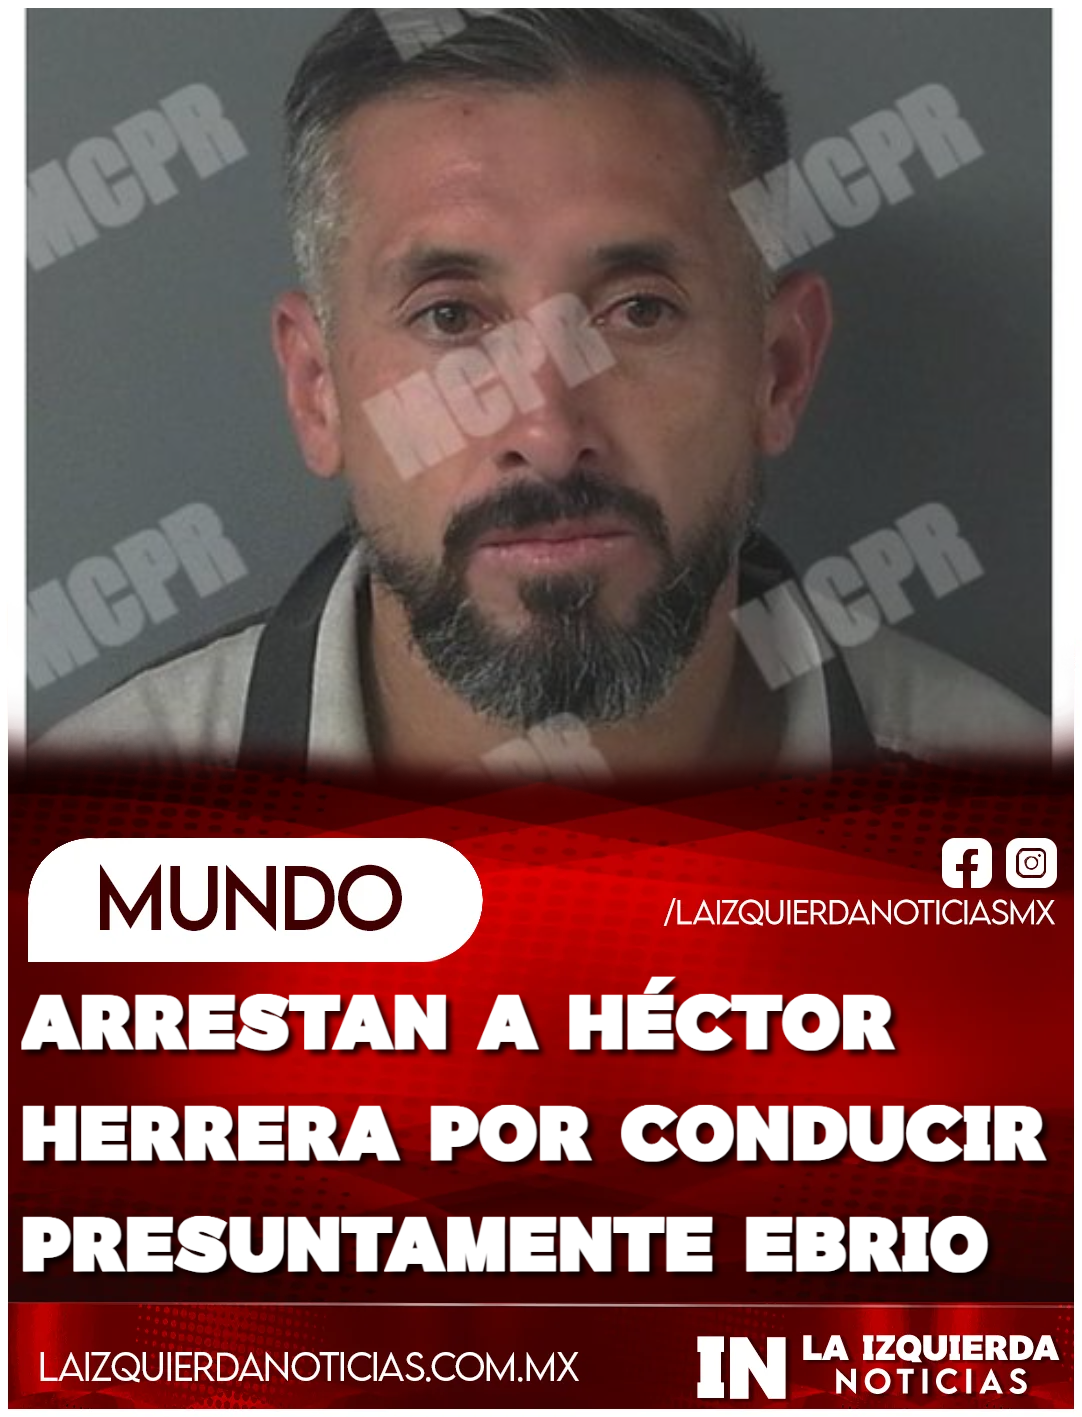 MCPR
MCPR
MCPR
MCPR
MCPR
MCPR
MUNDO
/LAIZQUIERDANOTICIASMX
ARRESTAN A HÉCTOR
HERRERA POR CONDUCIR
PRESUNTAMENTE EBRIO
LAIZQUIERDANOTICIAS.COM.MX
IN LA IZQUIERDA
NOTICIAS